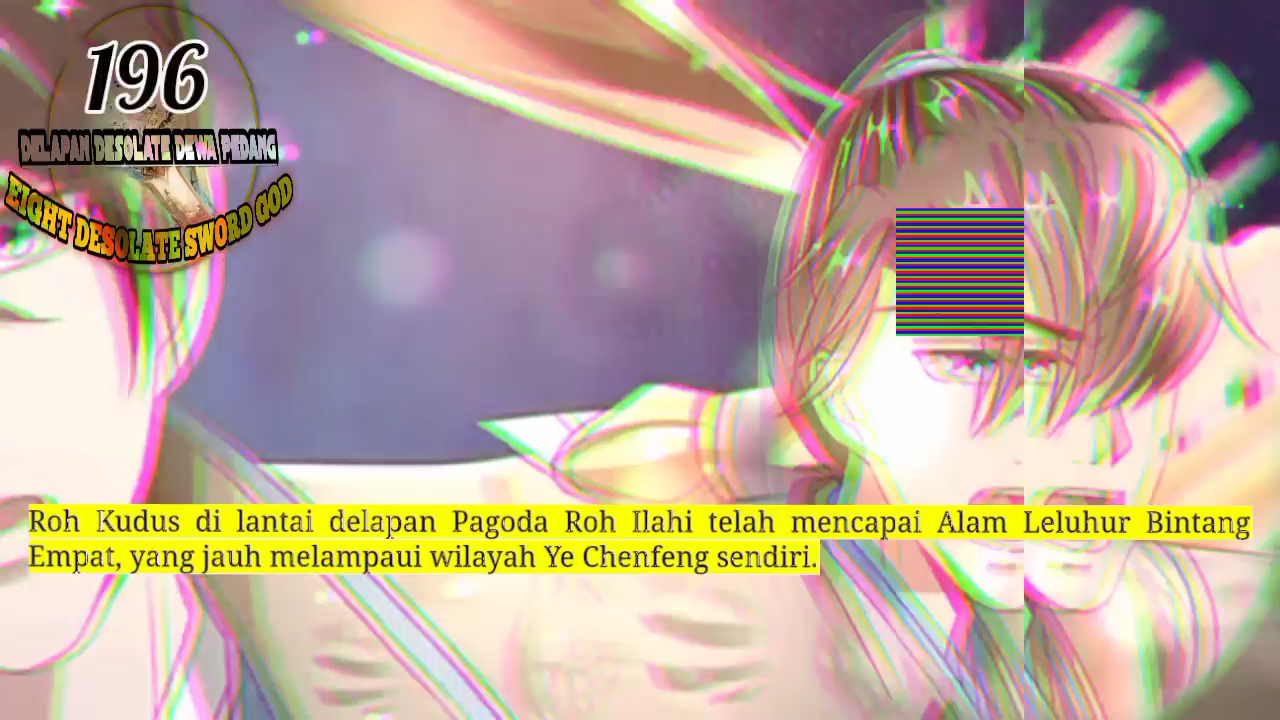 196
DELAPAN DESOLATE DEWA PEDANG
EIGHT DESOLATE SWORD GOD
Roh Kudus di lantai delapan Pagoda Roh Ilahi telah mencapai Alam Leluhur Bintang
Empat, yang jauh melampaui wilayah Ye Chenfeng sendiri.